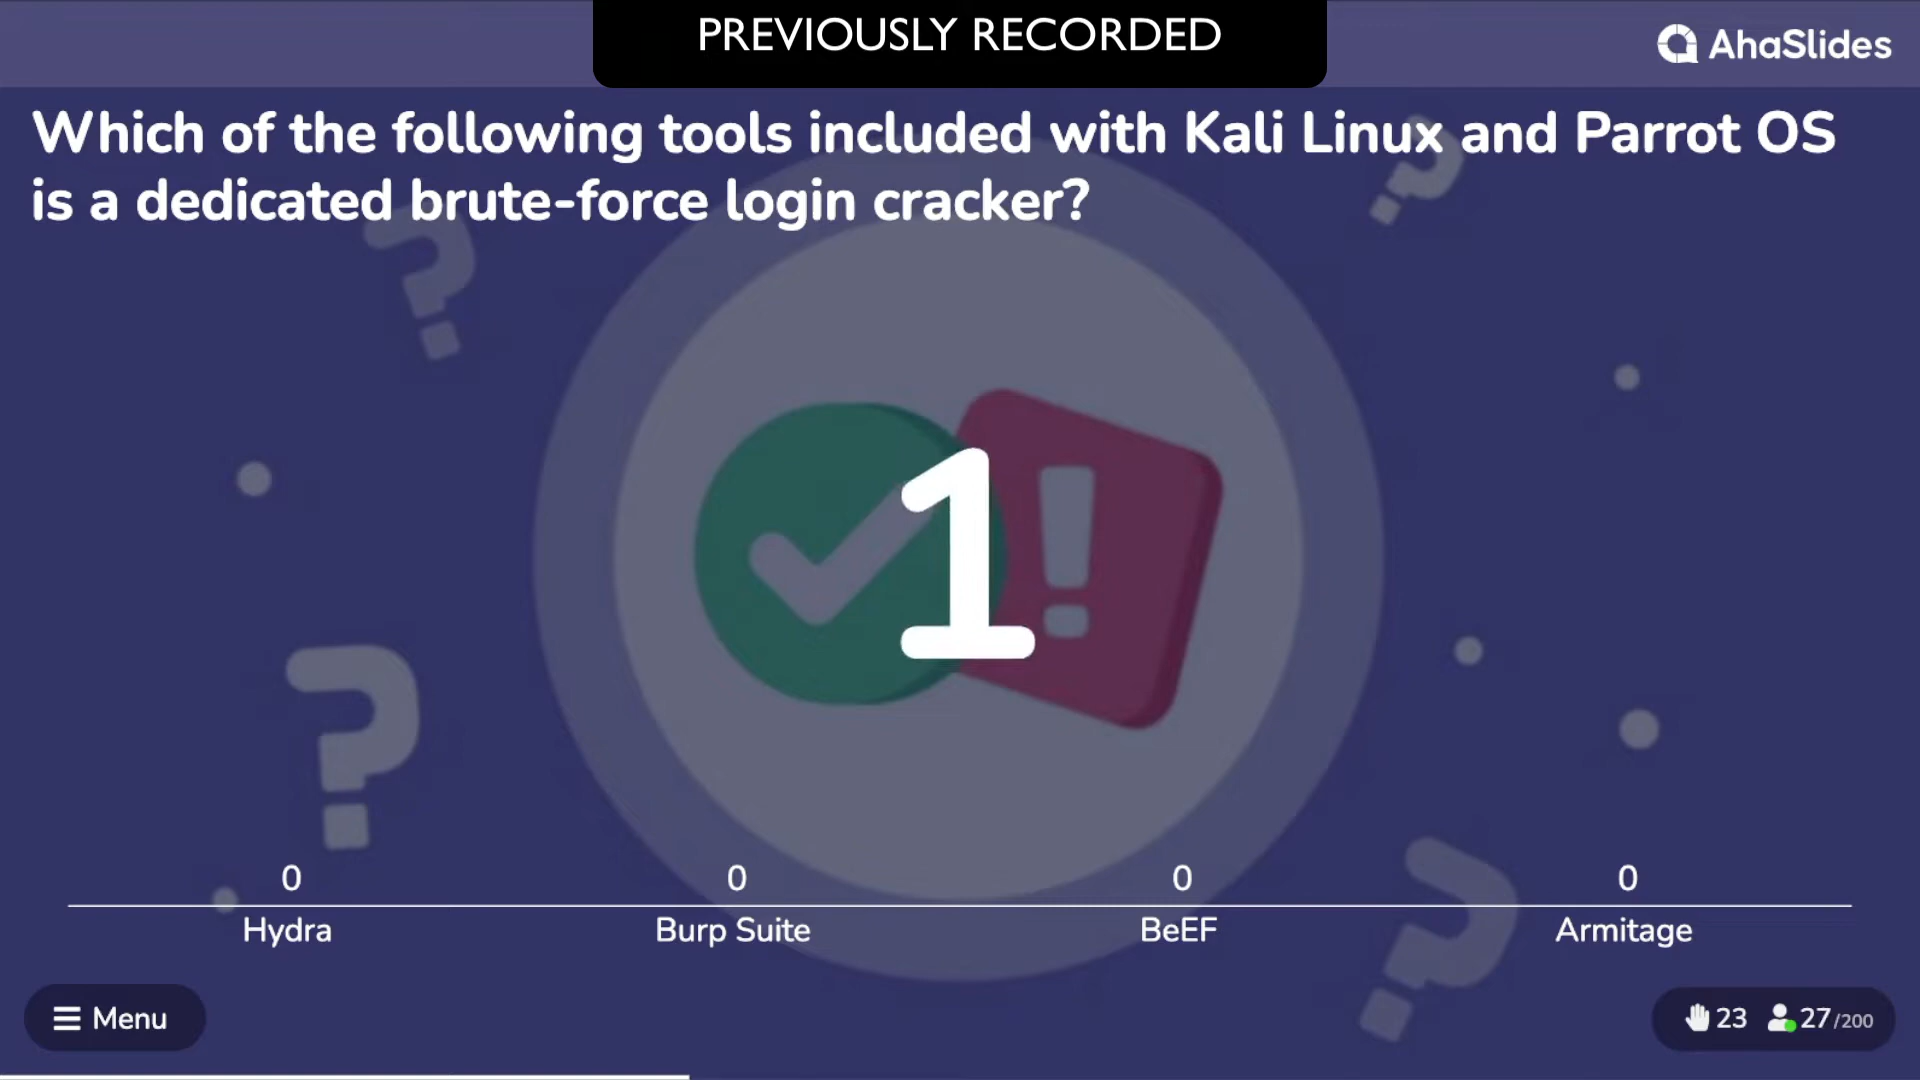 PREVIOUSLY RECORDED
AhaSlides
Which of the following tools included with Kali Linux and Parrot OS
is a dedicated brute-force login cracker?
1
0 0 0 0
Hydra Burp Suite BeEF Armitage
Menu 23 27/200